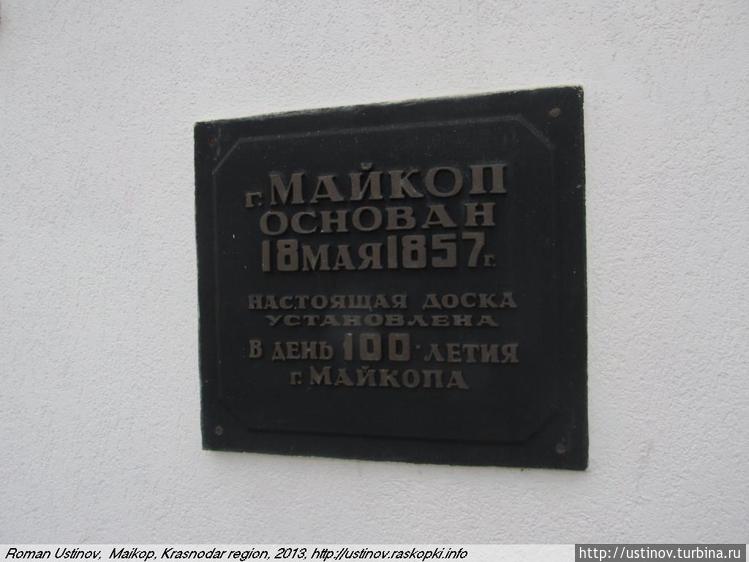 г. МАЙКОП
ОСНОВАН
18 МАЯ 1857 г.
НАСТОЯЩАЯ ДОСКА
УСТАНОВЛЕНА
В ДЕНЬ 100-ЛЕТИЯ
г. МАЙКОПА
Roman Ustinov, Maikop, Krasnodar region, 2013, http://ustinov.raskopki.info
http://ustinov.turbina.ru/